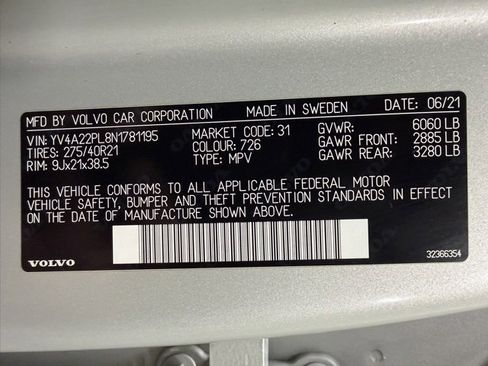 MFD BY VOLVO CAR CORPORATION MADE IN SWEDEN DATE: 06/21
VIN: YV4A22PL8N1781195 MARKET CODE: 31 GVWR: 6060 LB
TIRES: 275/40R21 COLOUR: 726 GAWR FRONT: 2885 LB
RIM: 9Jx21x38.5 TYPE: MPV GAWR REAR: 3280 LB
THIS VEHICLE CONFORMS TO ALL APPLICABLE FEDERAL MOTOR
VEHICLE SAFETY, BUMPER AND THEFT PREVENTION STANDARDS IN EFFECT
ON THE DATE OF MANUFACTURE SHOWN ABOVE.
VOLVO 32366354